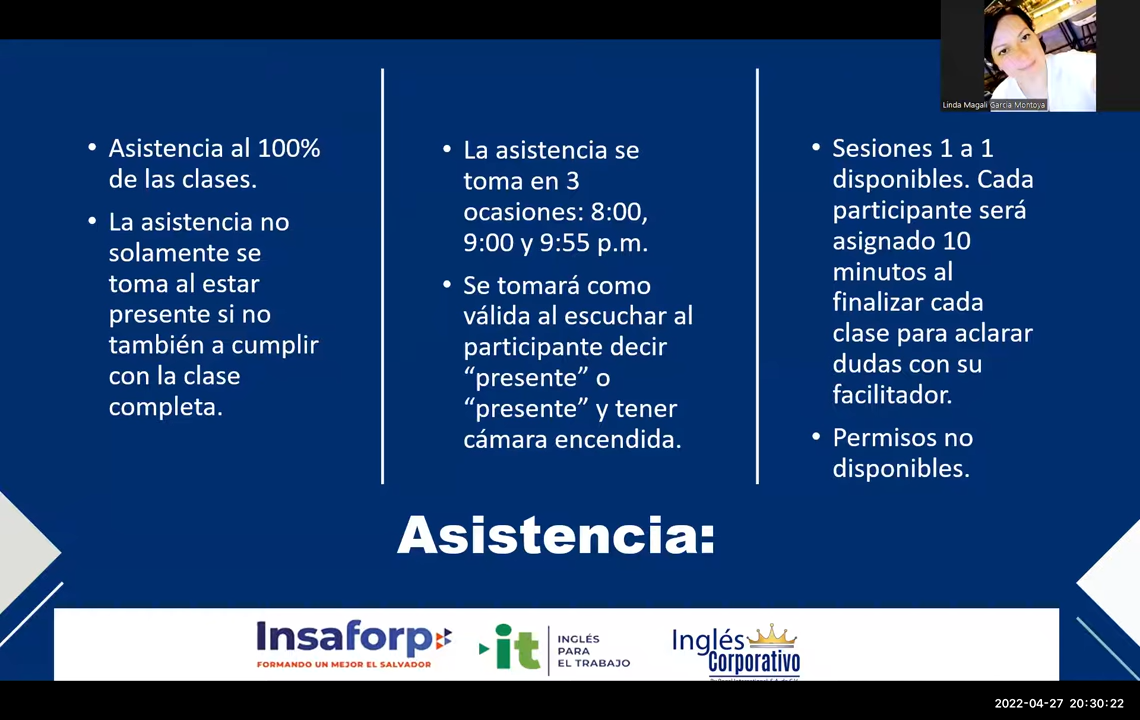 Linda Magali García Montoya
• Asistencia al 100%
de las clases.
• La asistencia no
solamente se
toma al estar
presente si no
también a cumplir
con la clase
completa.
• La asistencia se
toma en 3
ocasiones: 8:00,
9:00 y 9:55 p.m.
• Se tomará como
válida al escuchar al
participante decir
“presente” o
“presente” y tener
cámara encendida.
• Sesiones 1 a 1
disponibles. Cada
participante será
asignado 10
minutos al
finalizar cada
clase para aclarar
dudas con su
facilitador.
• Permisos no
disponibles.
Asistencia:
Insaforp
FORMANDO UN MEJOR EL SALVADOR
it
INGLÉS
PARA
EL TRABAJO
Inglés
Corporativo
2022-04-27 20:30:22